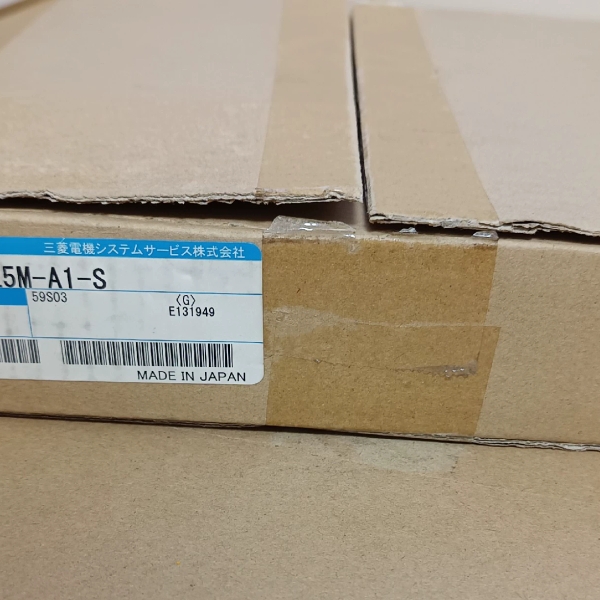 三菱電機システムサービス株式会社
5M-A1-S
59S03
〈G〉
E131949
MADE IN JAPAN